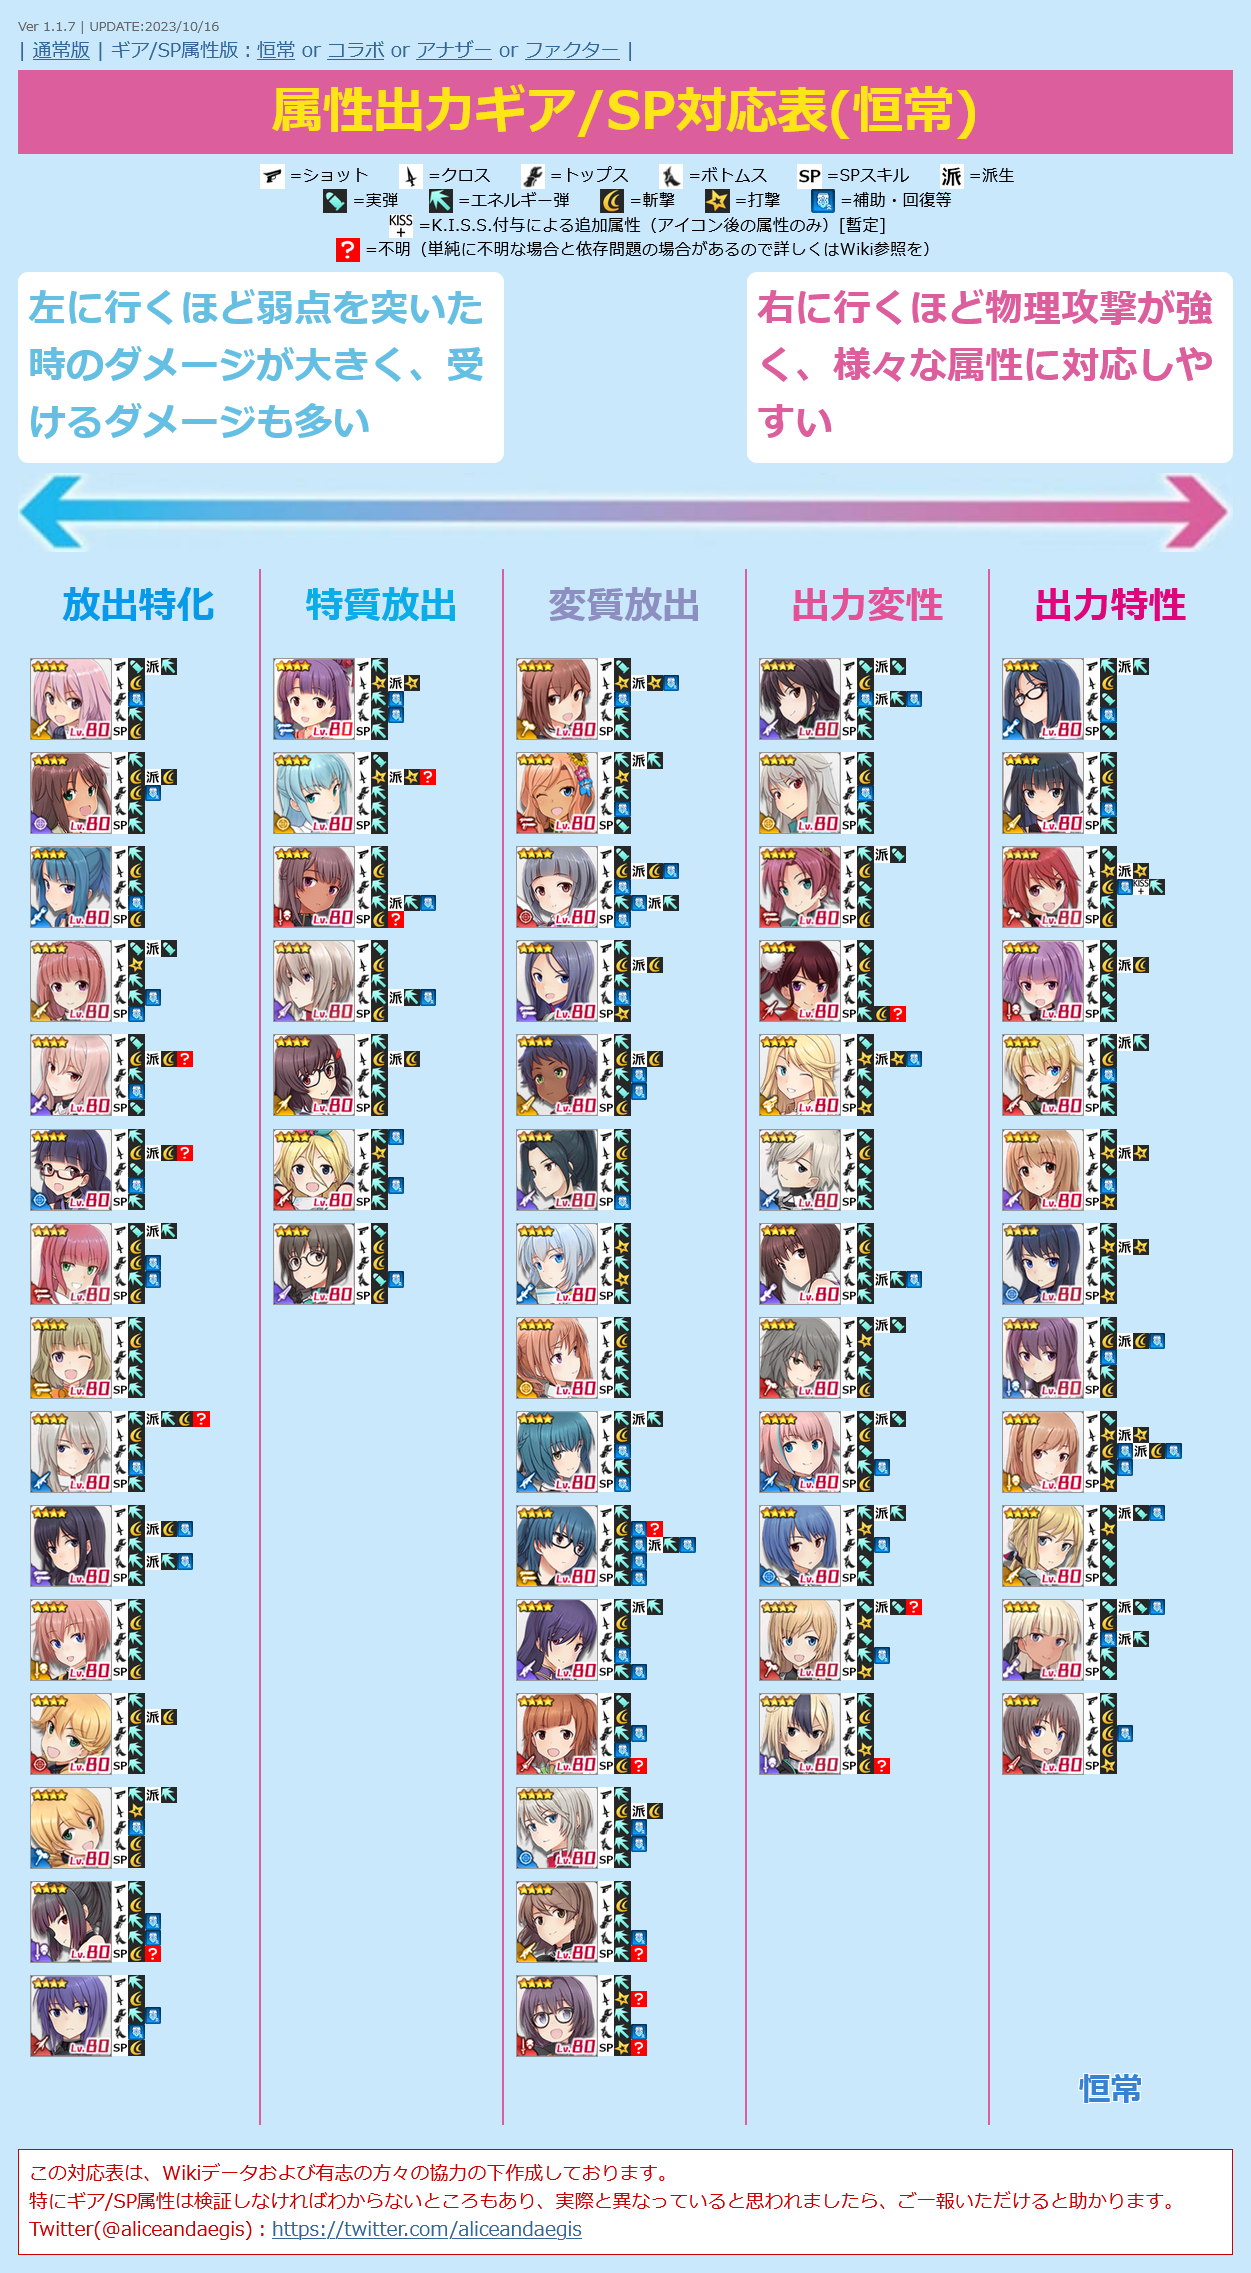 Ver 1.1.7 | UPDATE:2023/10/16
| 通常版 | ギア/SP属性版 : 恒常 or コラボ or アナザー or ファクター |
属性出力ギア/SP対応表(恒常)
=ショット =クロス =トップス =ボトムス SP =SPスキル 派 =派生
=実弾 =エネルギー弾 =斬撃 =打撃 =補助・回復等
KISS+ =K.I.S.S.付与による追加属性（アイコン後の属性のみ）[暫定]
? =不明（単純に不明な場合と依存問題の場合があるので詳しくはWiki参照を）
左に行くほど弱点を突いた
時のダメージが大きく、受
けるダメージも多い
右に行くほど物理攻撃が強
く、様々な属性に対応しや
すい
放出特化 特質放出 変質放出 出力変性 出力特性
恒常
この対応表は、Wikiデータおよび有志の方々の協力の下作成しております。
特にギア/SP属性は検証しなければわからないところもあり、実際と異なっていると思われましたら、ご一報いただけると助かります。
Twitter(@aliceandaegis) : https://twitter.com/aliceandaegis